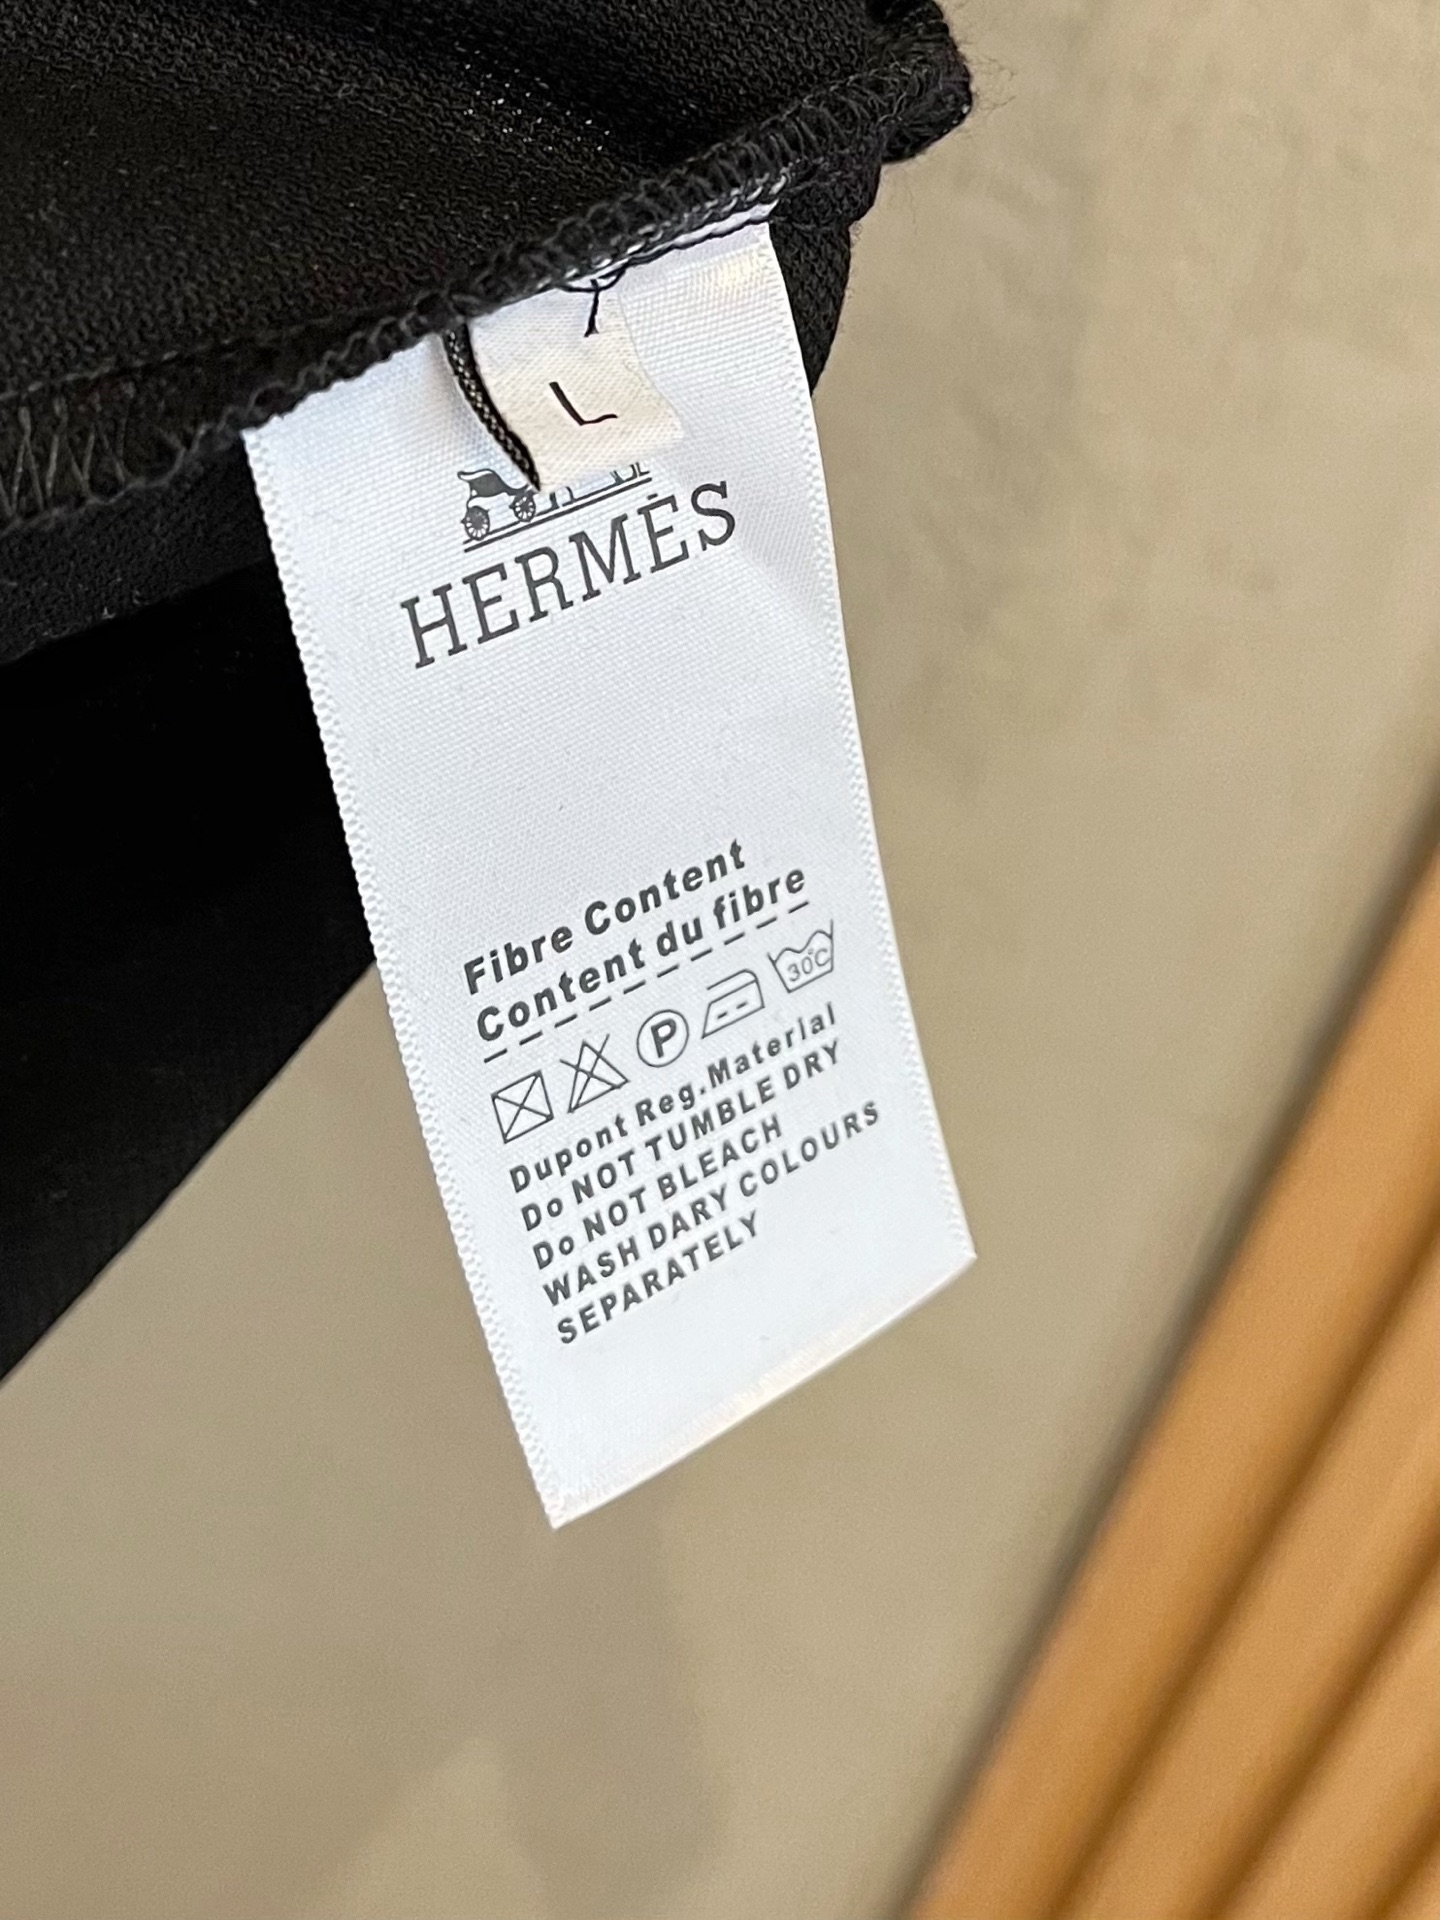 L
HERMÈS
Fibre Content
Content du fibre
P
30°C
Dupont Reg.Material
Do NOT TUMBLE DRY
Do NOT BLEACH
WASH DARY COLOURS
SEPARATELY